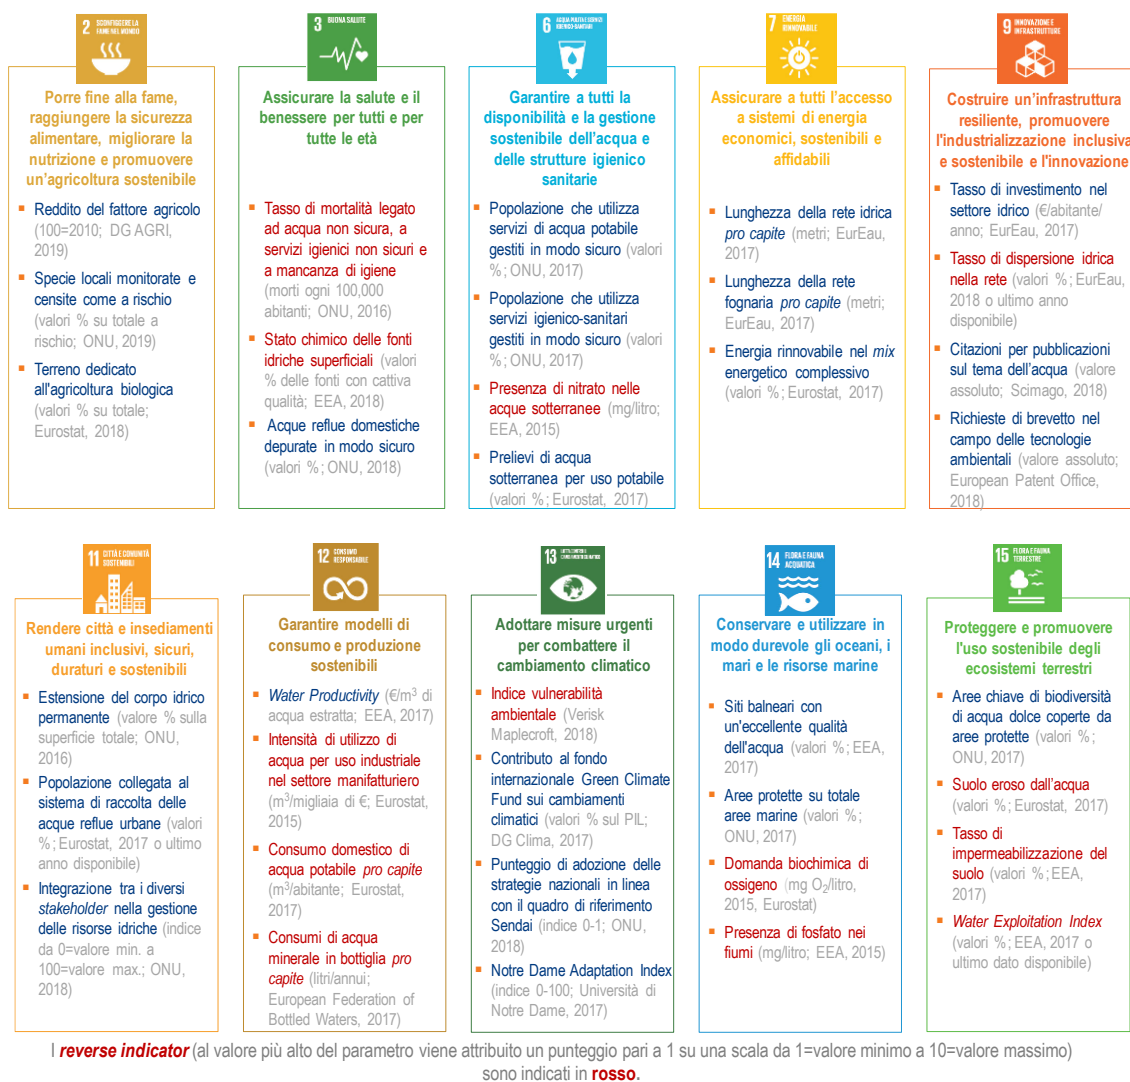 2 SCONFIGGERE LA
FAME NEL MONDO
Porre fine alla fame,
raggiungere la sicurezza
alimentare, migliorare la
nutrizione e promuovere
un'agricoltura sostenibile
▪ Reddito del fattore agricolo
(100=2010; DG AGRI,
2019)
▪ Specie locali monitorate e
censite come a rischio
(valori % su totale a
rischio; ONU, 2019)
▪ Terreno dedicato
all'agricoltura biologica
(valori % su totale;
Eurostat, 2018)
3 BUONA SALUTE
Assicurare la salute e il
benessere per tutti e per
tutte le età
▪ Tasso di mortalità legato
ad acqua non sicura, a
servizi igienici non sicuri e
a mancanza di igiene
(morti ogni 100,000
abitanti; ONU, 2016)
▪ Stato chimico delle fonti
idriche superficiali (valori
% delle fonti con cattiva
qualità; EEA, 2018)
▪ Acque reflue domestiche
depurate in modo sicuro
(valori %; ONU, 2018)
6 ACQUA PULITA E SERVIZI
IGIENICO-SANITARI
Garantire a tutti la
disponibilità e la gestione
sostenibile dell'acqua e
delle strutture igienico
sanitarie
▪ Popolazione che utilizza
servizi di acqua potabile
gestiti in modo sicuro (valori
%; ONU, 2017)
▪ Popolazione che utilizza
servizi igienico-sanitari
gestiti in modo sicuro (valori
%; ONU, 2017)
▪ Presenza di nitrato nelle
acque sotterranee (mg/litro;
EEA, 2015)
▪ Prelievi di acqua
sotterranea per uso potabile
(valori %; Eurostat, 2017)
7 ENERGIA
RINNOVABILE
Assicurare a tutti l'accesso
a sistemi di energia
economici, sostenibili e
affidabili
▪ Lunghezza della rete idrica
pro capite (metri; EurEau,
2017)
▪ Lunghezza della rete
fognaria pro capite (metri;
EurEau, 2017)
▪ Energia rinnovabile nel mix
energetico complessivo
(valori %; Eurostat, 2017)
9 INNOVAZIONE E
INFRASTRUTTURE
Costruire un'infrastruttura
resiliente, promuovere
l'industrializzazione inclusiva
e sostenibile e l'innovazione
▪ Tasso di investimento nel
settore idrico (€/abitante/
anno; EurEau, 2017)
▪ Tasso di dispersione idrica
nella rete (valori %; EurEau,
2018 o ultimo anno
disponibile)
▪ Citazioni per pubblicazioni
sul tema dell'acqua (valore
assoluto; Scimago, 2018)
▪ Richieste di brevetto nel
campo delle tecnologie
ambientali (valore assoluto;
European Patent Office,
2018)
11 CITTÀ E COMUNITÀ
SOSTENIBILI
Rendere città e insediamenti
umani inclusivi, sicuri,
duraturi e sostenibili
▪ Estensione del corpo idrico
permanente (valore % sulla
superficie totale; ONU,
2016)
▪ Popolazione collegata al
sistema di raccolta delle
acque reflue urbane (valori
%; Eurostat, 2017 o ultimo
anno disponibile)
▪ Integrazione tra i diversi
stakeholder nella gestione
delle risorse idriche (indice
da 0=valore min. a
100=valore max.; ONU,
2018)
12 CONSUMO
RESPONSABILE
Garantire modelli di
consumo e produzione
sostenibili
▪ Water Productivity (€/m³ di
acqua estratta; EEA, 2017)
▪ Intensità di utilizzo di
acqua per uso industriale
nel settore manifatturiero
(m³/migliaia di €; Eurostat,
2015)
▪ Consumo domestico di
acqua potabile pro capite
(m³/abitante; Eurostat,
2017)
▪ Consumi di acqua
minerale in bottiglia pro
capite (litri/annui;
European Federation of
Bottled Waters, 2017)
13
Adottare misure urgenti
per combattere il
cambiamento climatico
▪ Indice vulnerabilità
ambientale (Verisk
Maplecroft, 2018)
▪ Contributo al fondo
internazionale Green Climate
Fund sui cambiamenti
climatici (valori % sul PIL;
DG Clima, 2017)
▪ Punteggio di adozione delle
strategie nazionali in linea
con il quadro di riferimento
Sendai (indice 0-1; ONU,
2018)
▪ Notre Dame Adaptation Index
(indice 0-100; Università di
Notre Dame, 2017)
14 FLORA E FAUNA
ACQUATICA
Conservare e utilizzare in
modo durevole gli oceani, i
mari e le risorse marine
▪ Siti balneari con
un'eccellente qualità
dell'acqua (valori %; EEA,
2017)
▪ Aree protette su totale
aree marine (valori %;
ONU, 2017)
▪ Domanda biochimica di
ossigeno (mg O₂/litro,
2015, Eurostat)
▪ Presenza di fosfato nei
fiumi (mg/litro; EEA, 2015)
15 FLORA E FAUNA
TERRESTRE
Proteggere e promuovere
l'uso sostenibile degli
ecosistemi terrestri
▪ Aree chiave di biodiversità
di acqua dolce coperte da
aree protette (valori %;
ONU, 2017)
▪ Suolo eroso dall'acqua
(valori %; Eurostat, 2017)
▪ Tasso di
impermeabilizzazione del
suolo (valori %; EEA,
2017)
▪ Water Exploitation Index
(valori %; EEA, 2017 o
ultimo dato disponibile)
I reverse indicator (al valore più alto del parametro viene attribuito un punteggio pari a 1 su una scala da 1=valore minimo a 10=valore massimo)
sono indicati in rosso.